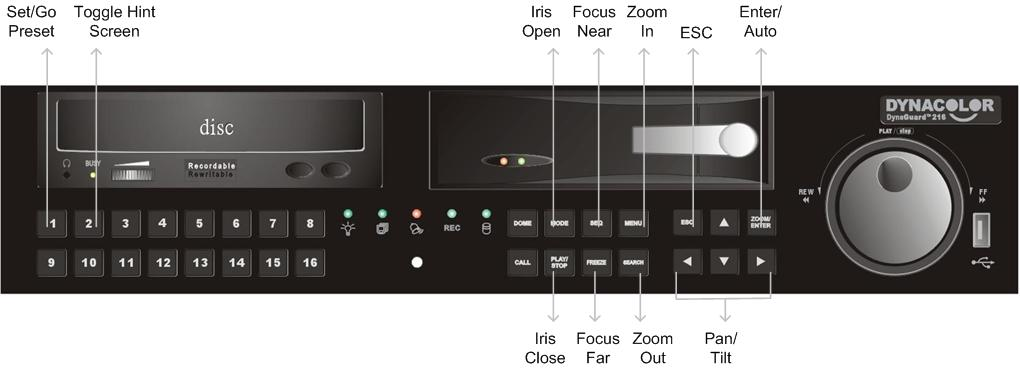 Set/Go Preset
Toggle Hint Screen
Iris Open
Focus Near
Zoom In
ESC
Enter/ Auto
DYNACOLOR
DynaGuard™ 216
disc
PLAY/ step
BUSY
Recordable
Rewritable
REW
FF
1 2 3 4 5 6 7 8
REC
DOME MODE SEQ MENU
ESC
ZOOM/ ENTER
9 10 11 12 13 14 15 16
CALL PLAY/ STOP FREEZE SEARCH
Iris Close
Focus Far
Zoom Out
Pan/ Tilt